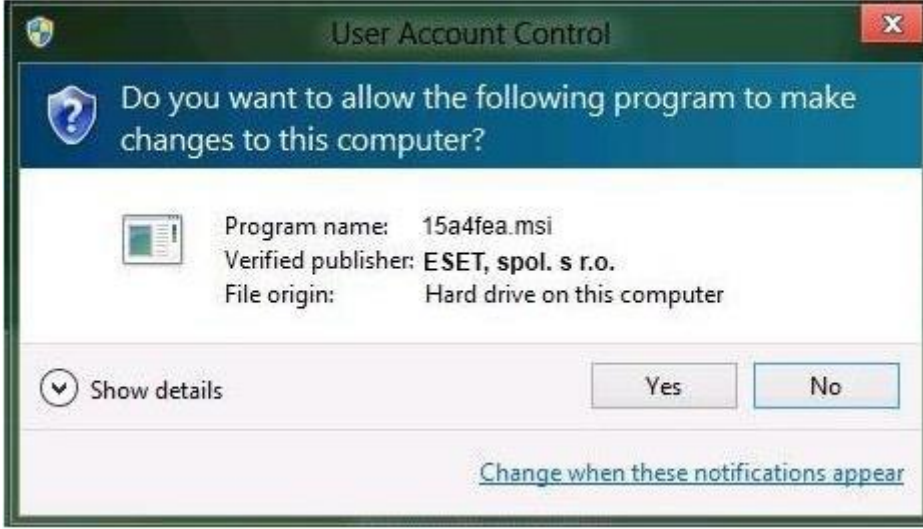 User Account Control
Do you want to allow the following program to make
changes to this computer?
Program name: 15a4fea.msi
Verified publisher: ESET, spol. s r.o.
File origin: Hard drive on this computer
Show details
Yes No
Change when these notifications appear